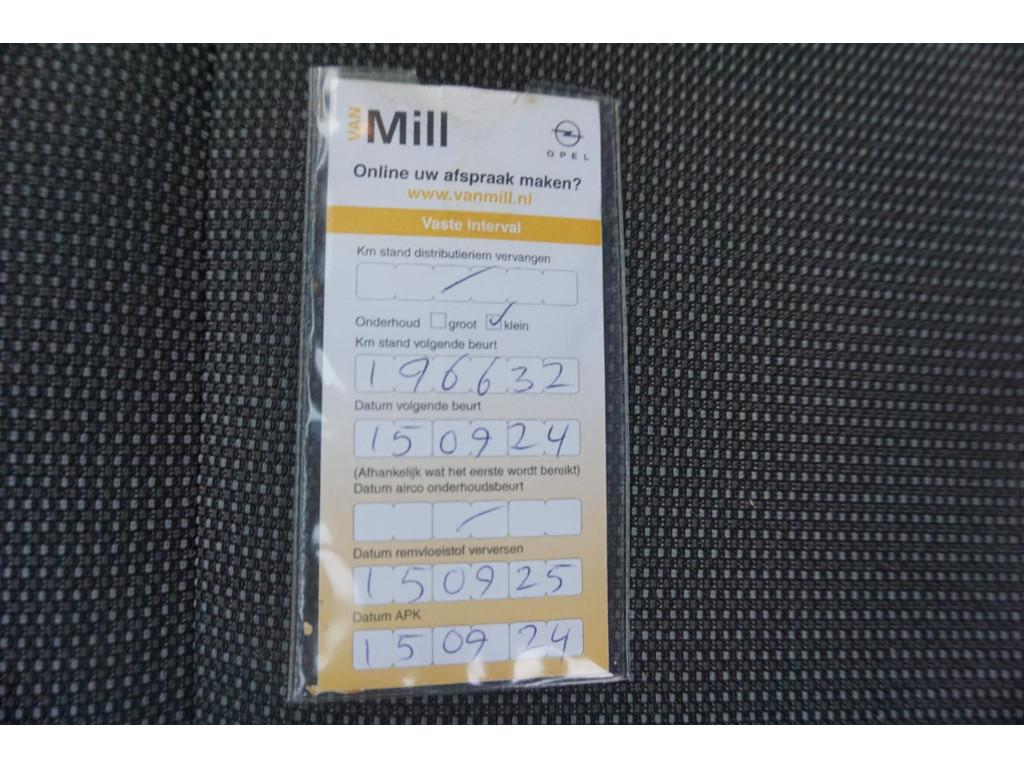 VAN Mill
OPEL
Online uw afspraak maken?
www.vanmill.nl
Vaste interval
Km stand distributieriem vervangen
Onderhoud groot klein
Km stand volgende beurt
196632
Datum volgende beurt
150924
(Afhankelijk wat het eerste wordt bereikt)
Datum airco onderhoudsbeurt
Datum remvloeistof verversen
150925
Datum APK
150924